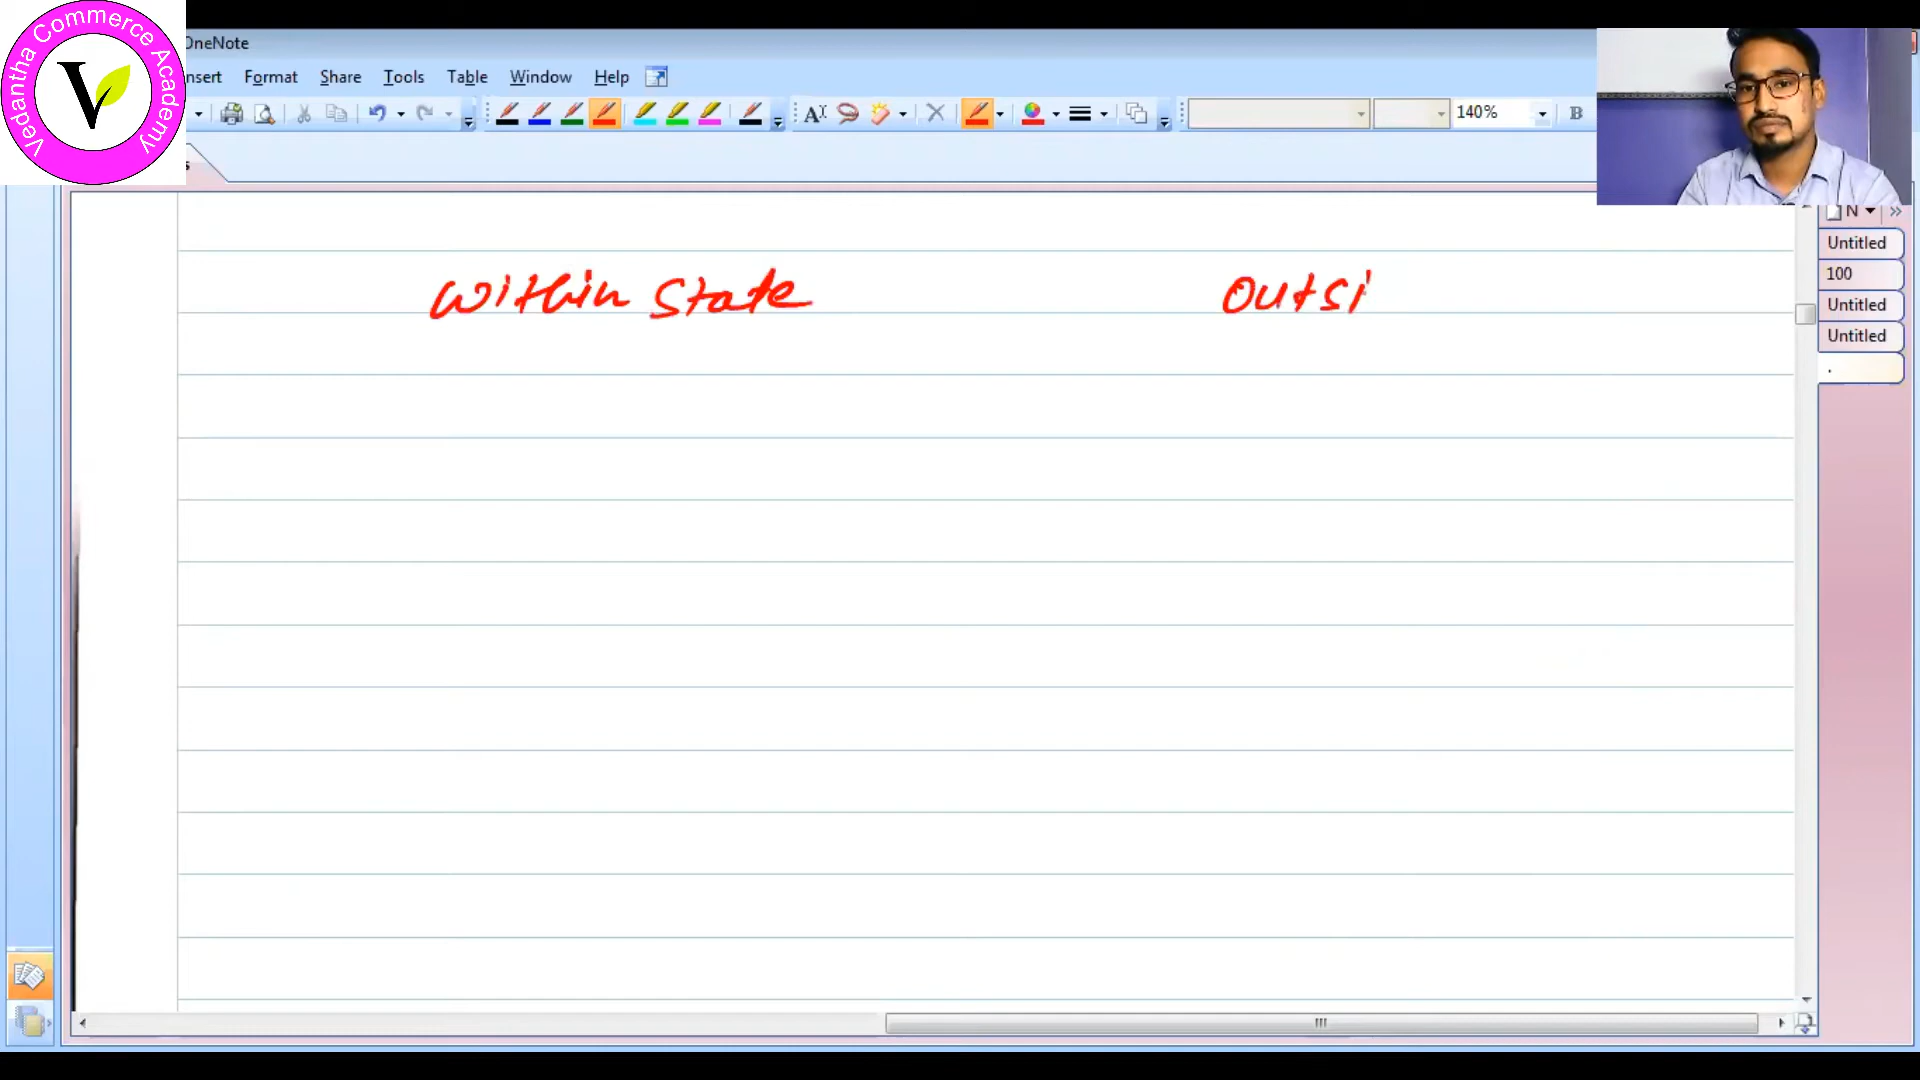 Vedantha Commerce Academy
V
OneNote
nsert Format Share Tools Table Window Help
140% B
s
N
Untitled
100
Untitled
Untitled
.
Within State Outsi